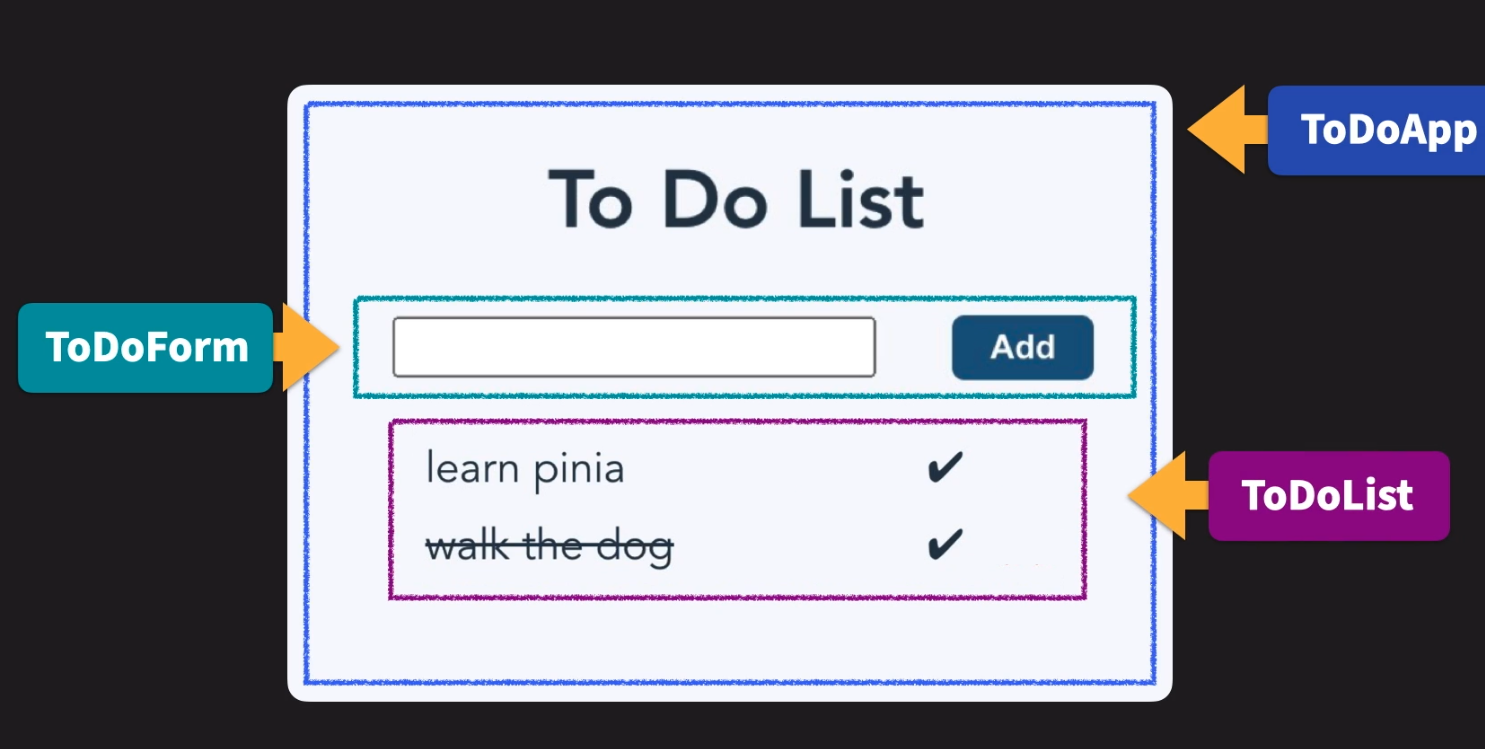 ToDoApp
To Do List
ToDoForm
Add
learn pinia ✔
walk the dog ✔
ToDoList